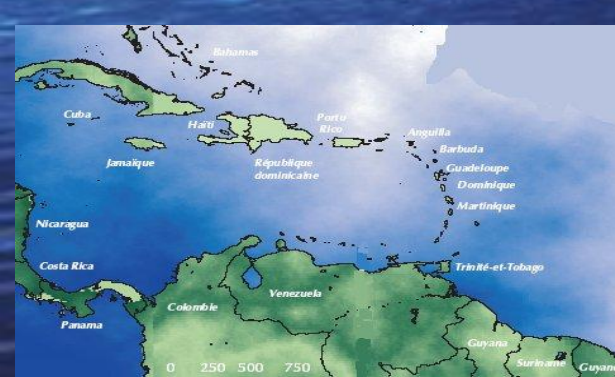 Bahamas
Cuba
Haïti
Porto
Rico
Anguilla
Jamaïque
République
dominicaine
Barbuda
Guadeloupe
Dominique
Martinique
Nicaragua
Costa Rica
Trinité-et-Tobago
Panama
Colombie
Venezuela
Guyana
Suriname
Guyan
0 250 500 750